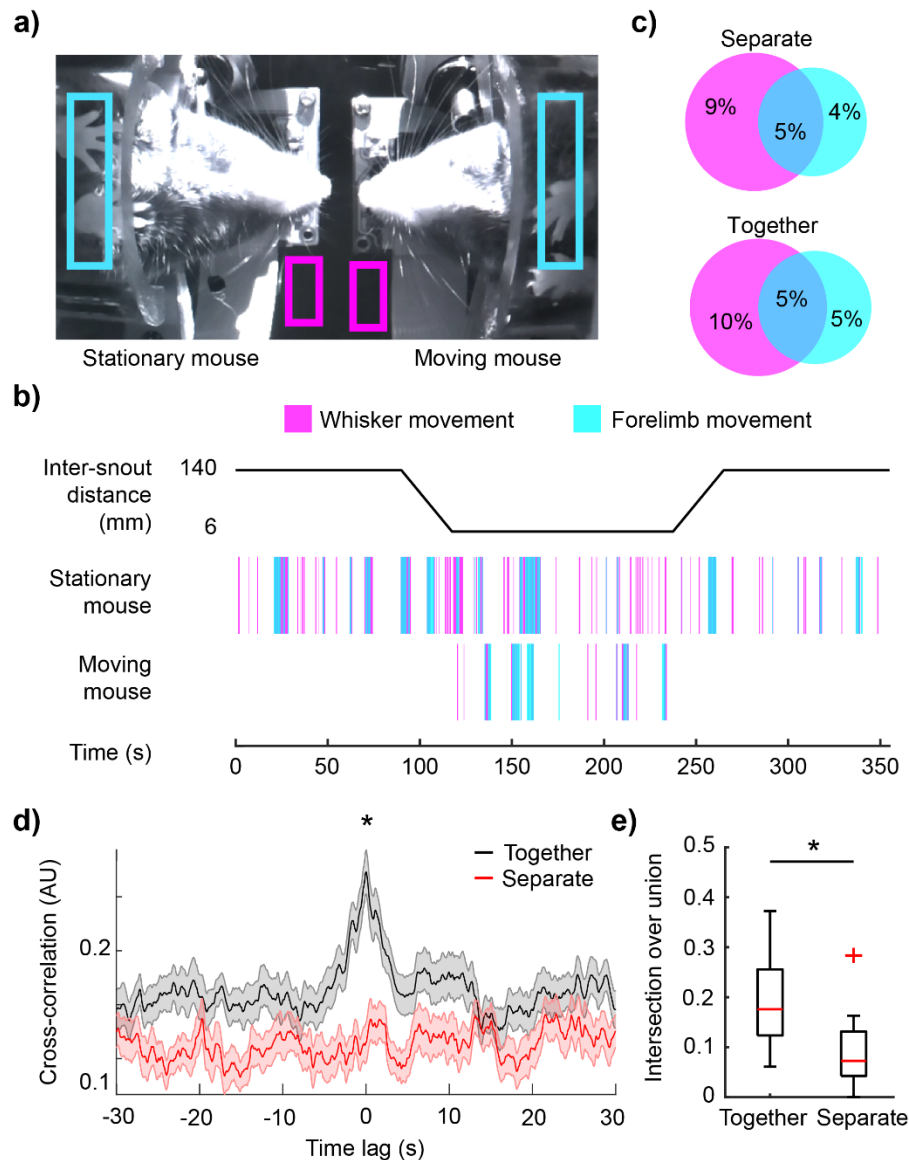 a)
Stationary mouse
Moving mouse
c)
Separate
9%
5%
4%
Together
10%
5%
5%
b)
Whisker movement
Forelimb movement
Inter-snout
distance
(mm)
140
6
Stationary
mouse
Moving
mouse
Time (s)
0 50 100 150 200 250 300 350
d)
*
Together
Separate
Cross-correlation (AU)
0.2
0.1
-30 -20 -10 0 10 20 30
Time lag (s)
e)
*
Intersection over union
0.5
0.4
0.3
0.2
0.1
0
Together Separate